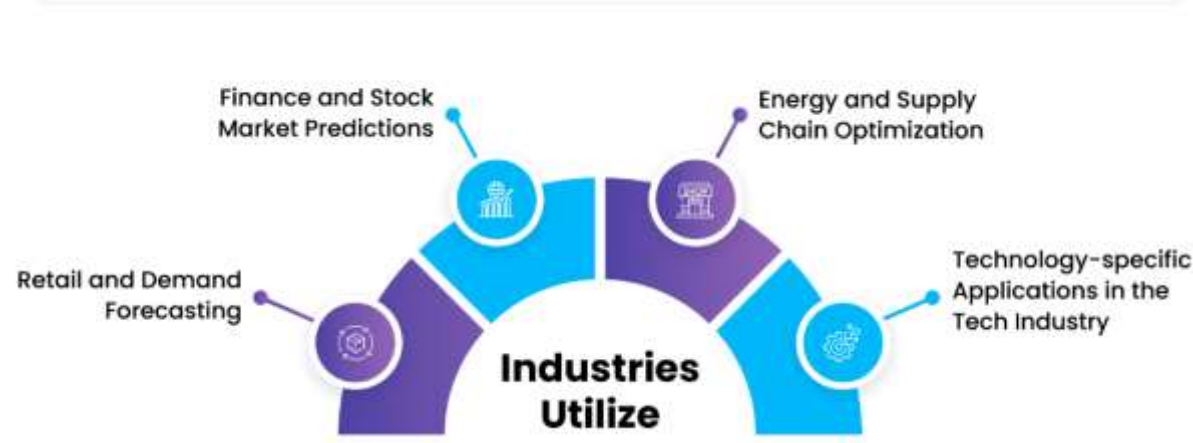 Finance and Stock
Market Predictions
Energy and Supply
Chain Optimization
Retail and Demand
Forecasting
Technology-specific
Applications in the
Tech Industry
Industries
Utilize